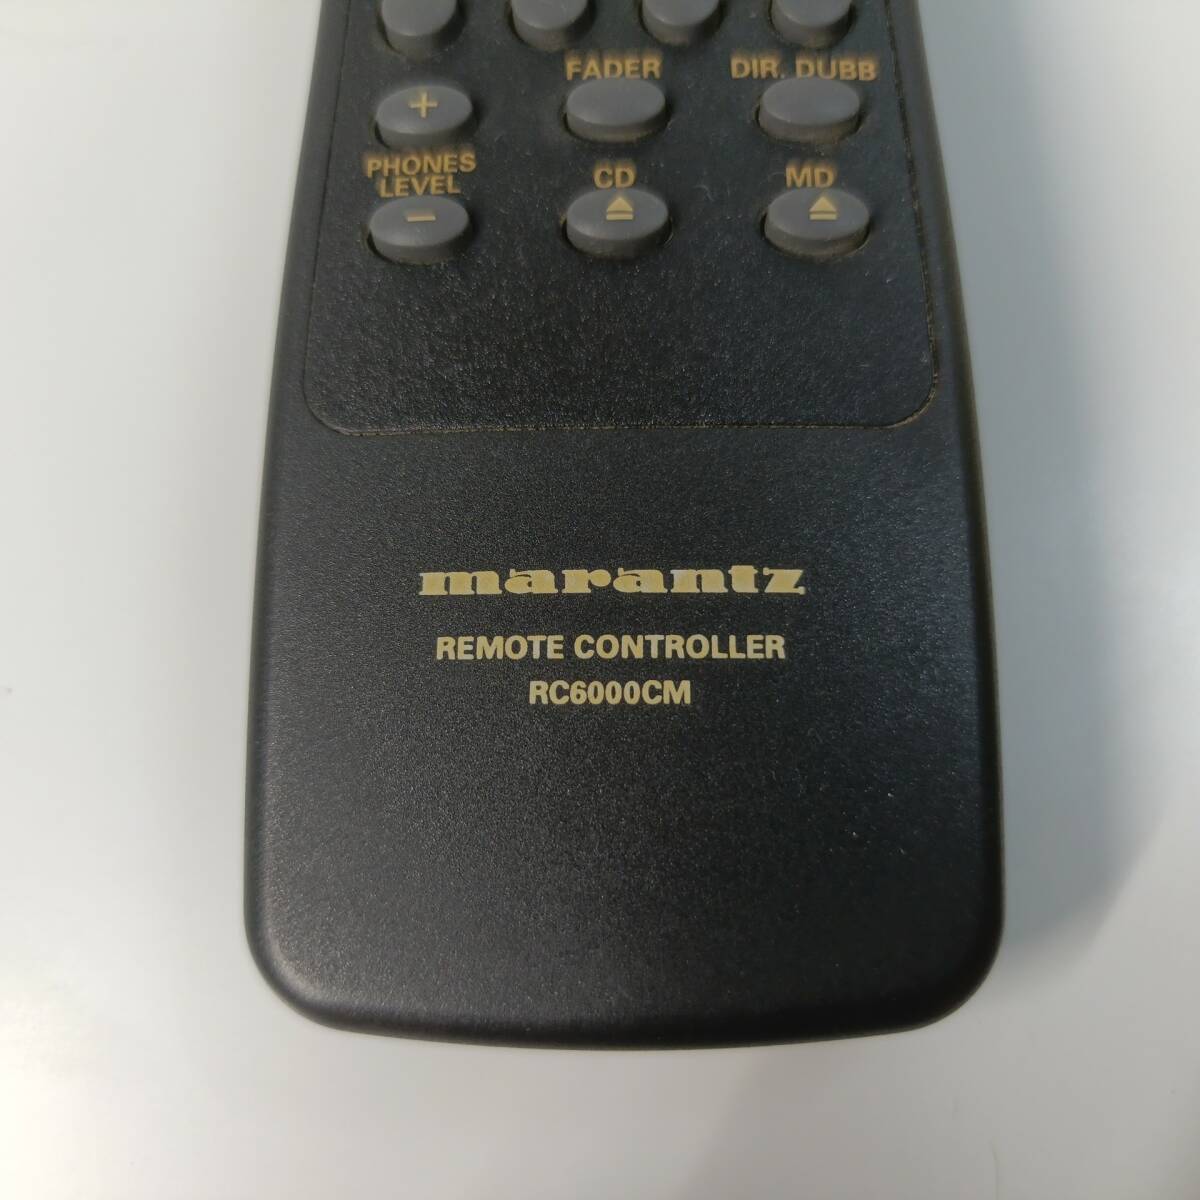 FADER DIR. DUBB
+
PHONES
LEVEL
CD MD
−
marantz
REMOTE CONTROLLER
RC6000CM